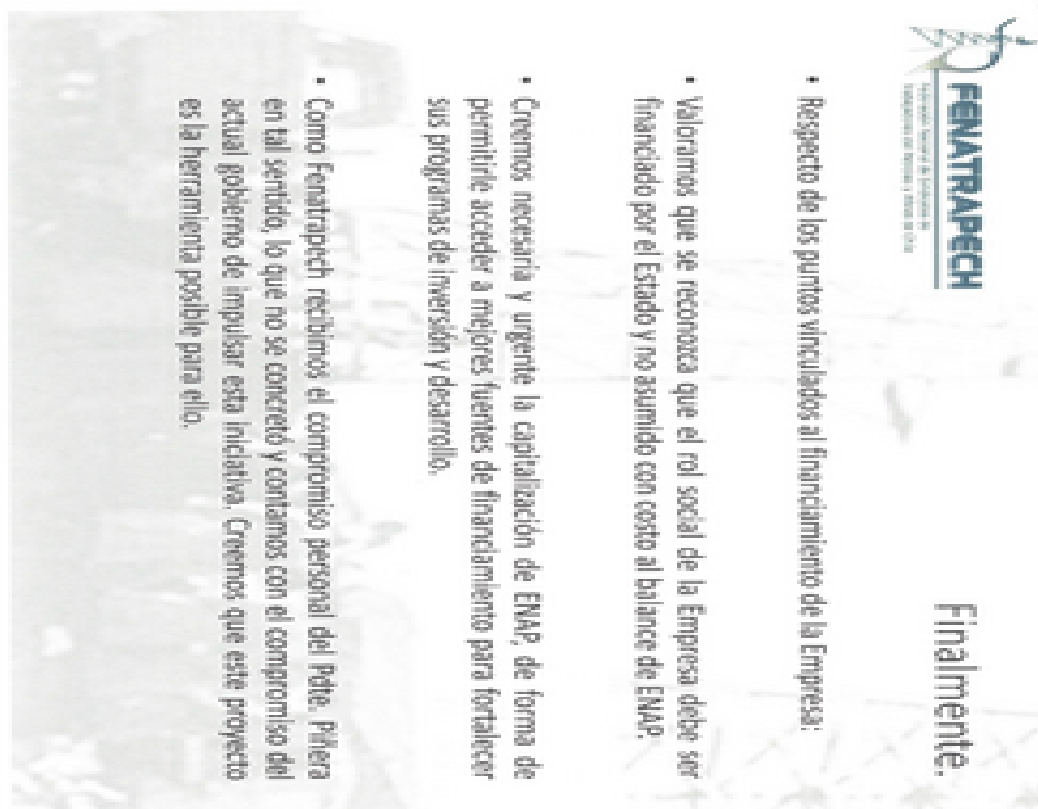 FENATRAPECH
Finalmente.
• Respecto de los puntos vinculados al financiamiento de la Empresa:
• Valoramos que se reconozca que el rol social de la Empresa debe ser
financiado por el Estado y no asumido con costo al balance de ENAP.
• Creemos necesaria y urgente la capitalización de ENAP, de forma de
permitirle acceder a mejores fuentes de financiamiento para fortalecer
sus programas de inversión y desarrollo.
• Como Fenatrapech recibimos el compromiso personal del Pdte. Piñera
en tal sentido, lo que no se concretó y contamos con el compromiso del
actual gobierno de impulsar esta iniciativa. Creemos que este proyecto
es la herramienta posible para ello.